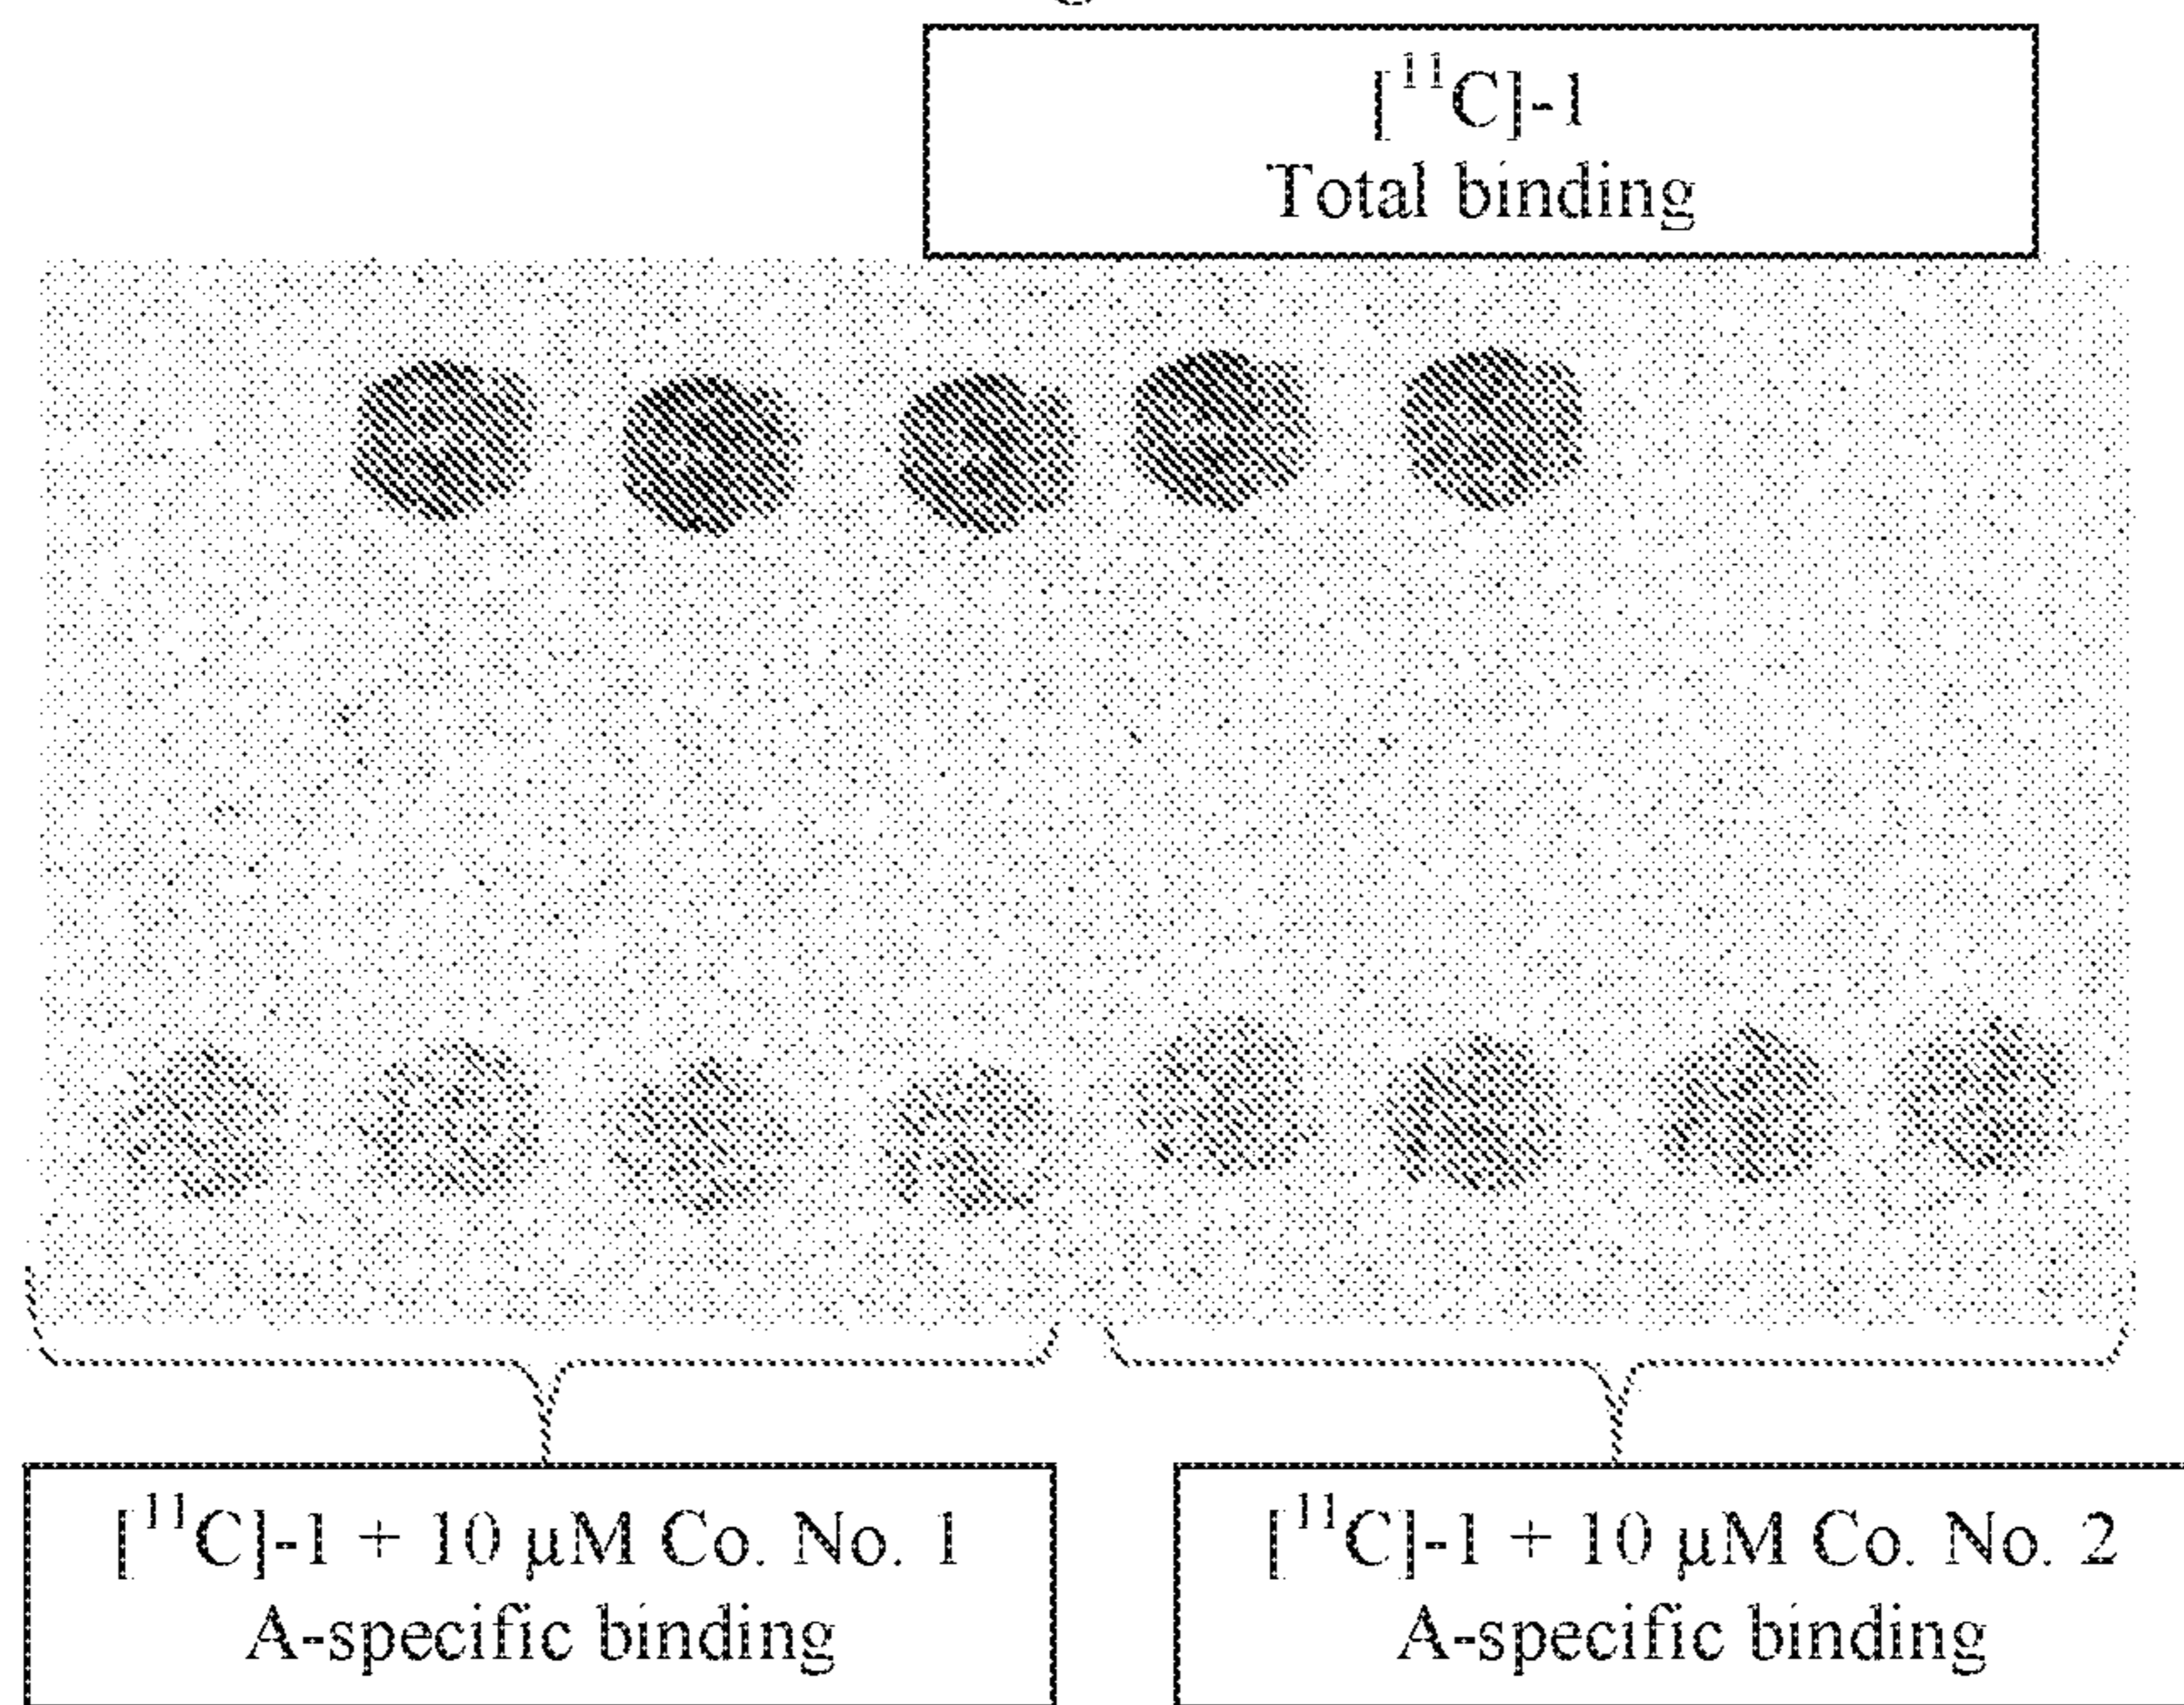 [¹¹C]-1
Total binding
[¹¹C]-1 + 10 µM Co. No. 1
A-specific binding
[¹¹C]-1 + 10 µM Co. No. 2
A-specific binding